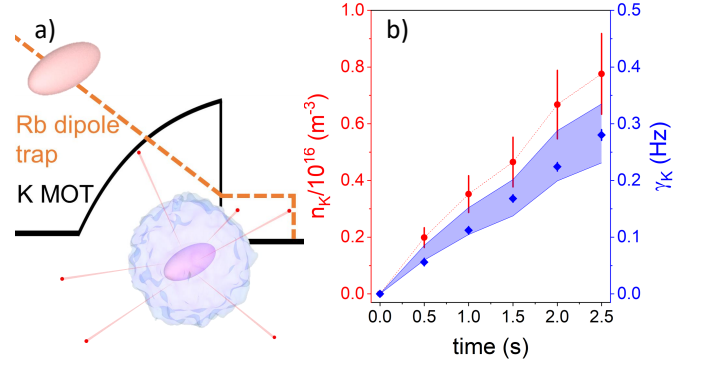 a)
Rb dipole
trap
K MOT
b)
n_K/10^16 (m^-3)
1.0
0.8
0.6
0.4
0.2
0.0
0.0 0.5 1.0 1.5 2.0 2.5
time (s)
0.5
0.4
0.3
0.2
0.1
0.0
γ_K (Hz)